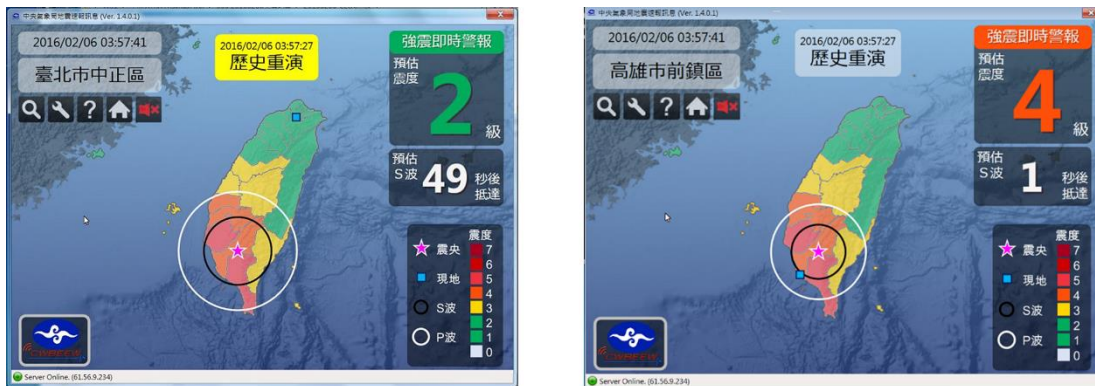 中央氣象局地震速報訊息 (Ver. 1.4.0.1)
2016/02/06 03:57:41
臺北市中正區
2016/02/06 03:57:27
歷史重演
強震即時警報
預估
震度
2
級
預估
S波
49
秒後
抵達
震度
震央
現地
S波
P波
7
6
5
4
3
2
1
0
CWBEEW
Server Online. (61.56.9.234)
中央氣象局地震速報訊息 (Ver. 1.4.0.1)
2016/02/06 03:57:41
高雄市前鎮區
2016/02/06 03:57:27
歷史重演
強震即時警報
預估
震度
4
級
預估
S波
1
秒後
抵達
震度
震央
現地
S波
P波
7
6
5
4
3
2
1
0
CWBEEW
Server Online. (61.56.9.234)